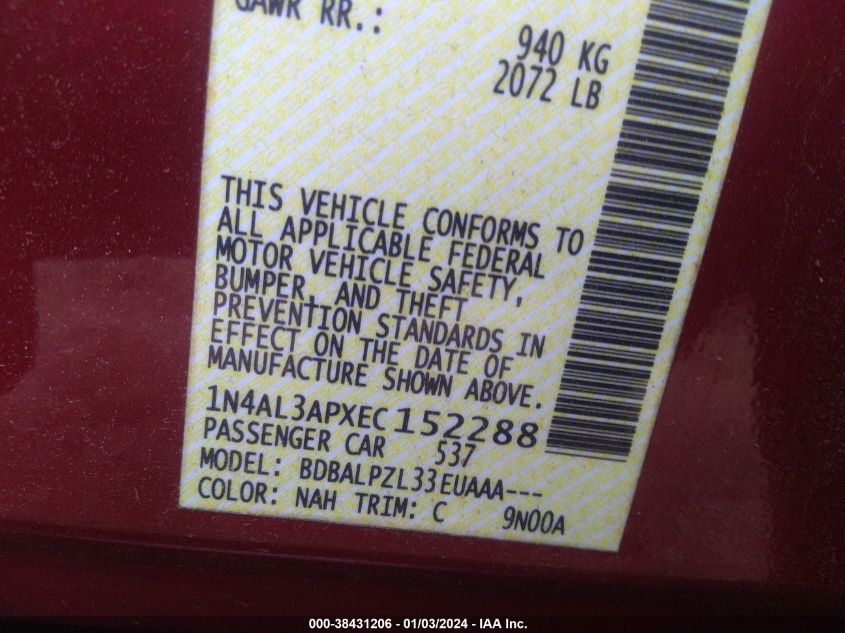 GAWR RR.:
940 KG
2072 LB
THIS VEHICLE CONFORMS TO
ALL APPLICABLE FEDERAL
MOTOR VEHICLE SAFETY,
BUMPER, AND THEFT
PREVENTION STANDARDS IN
EFFECT ON THE DATE OF
MANUFACTURE SHOWN ABOVE.
1N4AL3APXEC152288
PASSENGER CAR 537
MODEL: BDBALPZL33EUAAA---
COLOR: NAH TRIM: C 9N00A
000-38431206 - 01/03/2024 - IAA Inc.